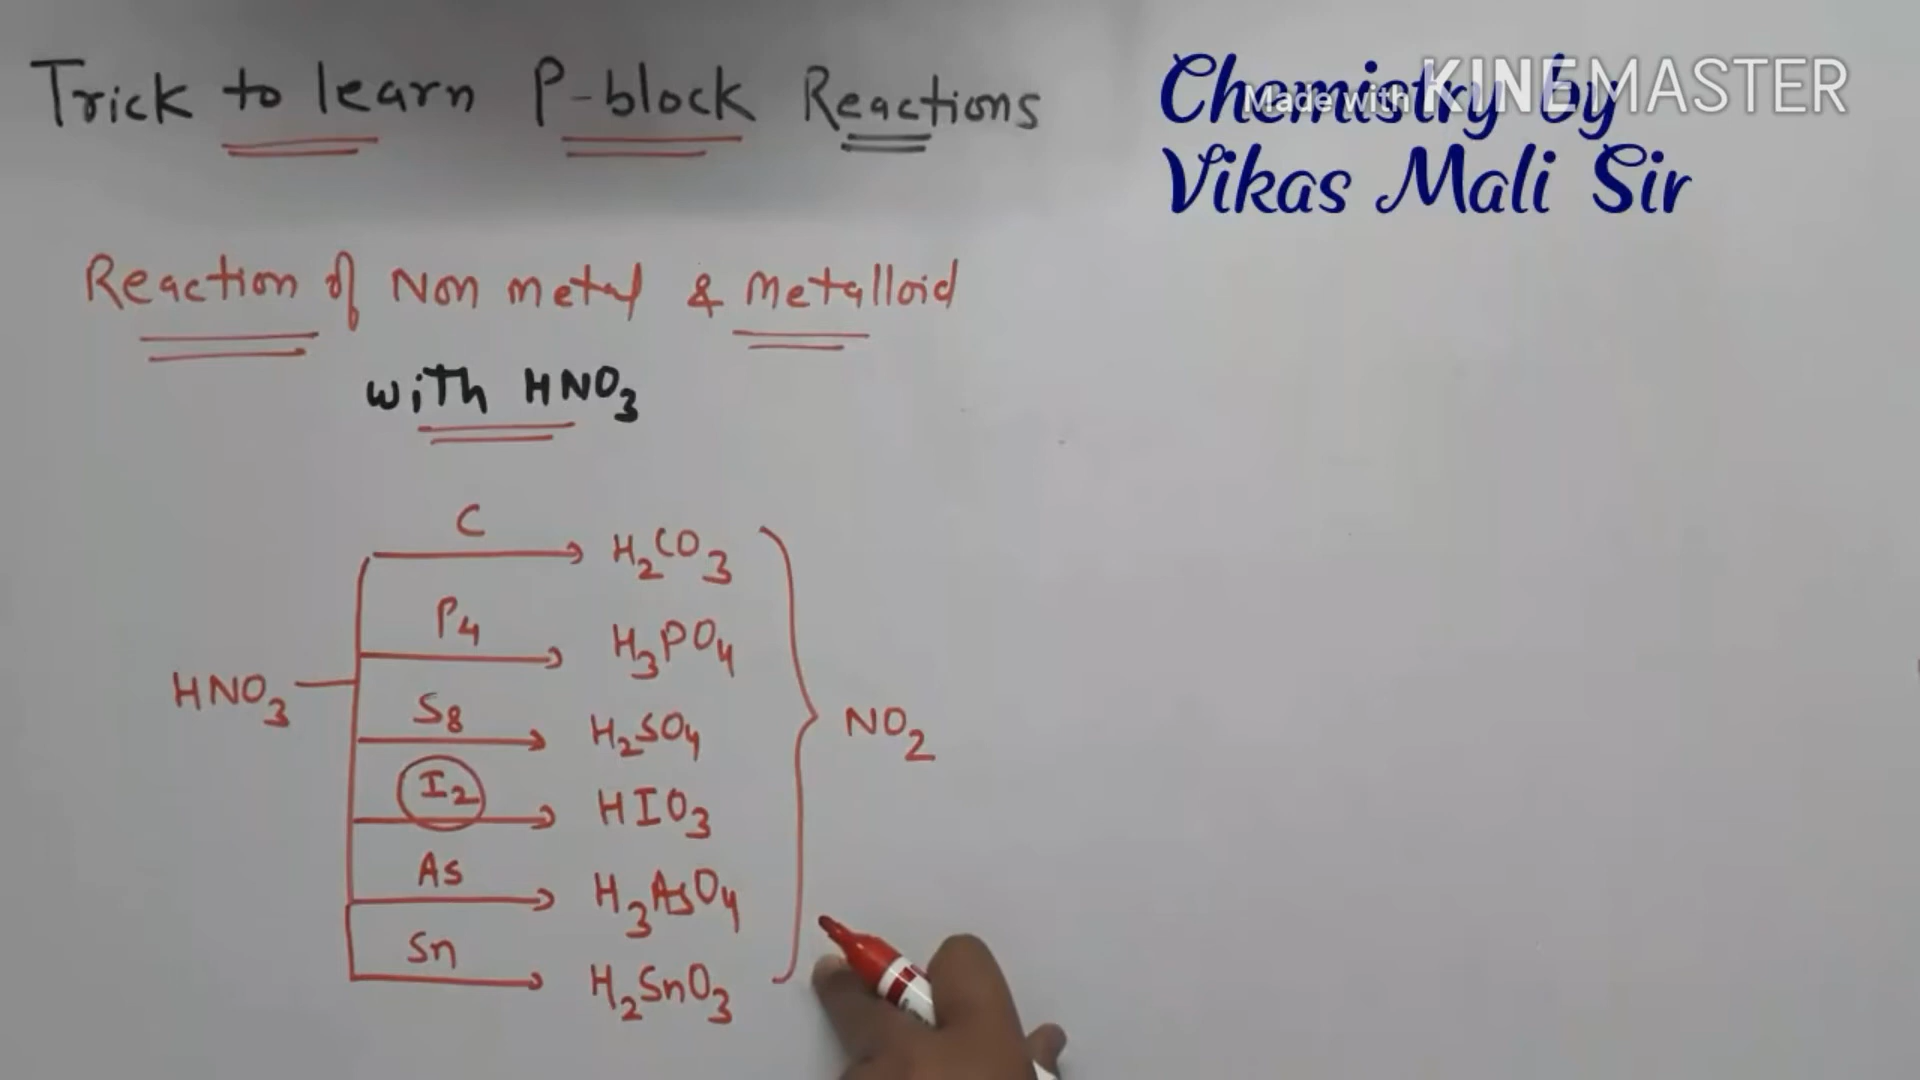 Trick to learn P-block Reactions
Chemistry by
Made with KINEMASTER
Vikas Mali Sir
Reaction of Non metal & Metalloid
with HNO3
C
H2CO3
P4
H3PO4
HNO3
S8
H2SO4
NO2
I2
HIO3
As
H3AsO4
Sn
H2SnO3